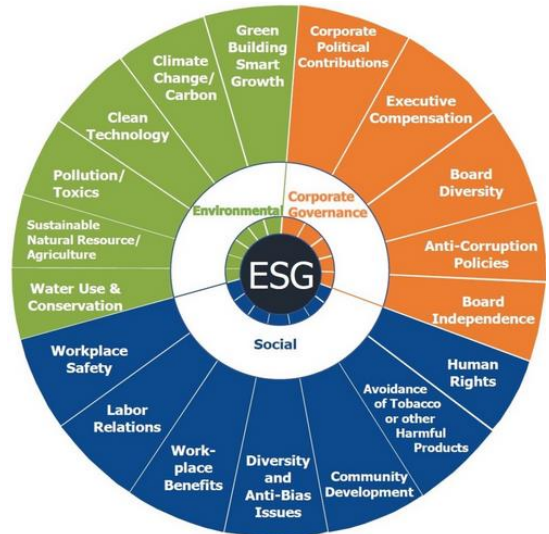 Green
Building
Smart
Growth
Climate
Change/
Carbon
Clean
Technology
Pollution/
Toxics
Sustainable
Natural Resource/
Agriculture
Water Use &
Conservation
Corporate
Political
Contributions
Executive
Compensation
Board
Diversity
Anti-Corruption
Policies
Board
Independence
Environmental
Corporate
Governance
ESG
Social
Workplace
Safety
Labor
Relations
Work-
place
Benefits
Diversity
and
Anti-Bias
Issues
Community
Development
Avoidance
of Tobacco
or other
Harmful
Products
Human
Rights